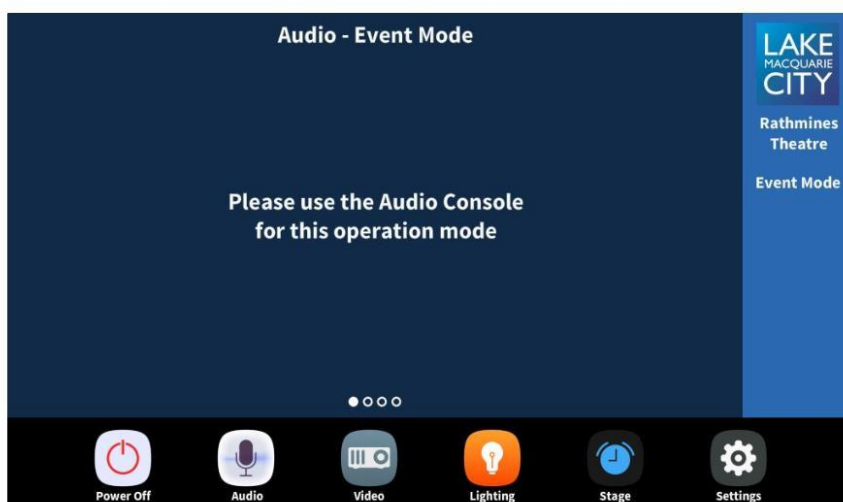 Audio - Event Mode
Please use the Audio Console
for this operation mode
LAKE
MACQUARIE
CITY
Rathmines
Theatre
Event Mode
Power Off
Audio
Video
Lighting
Stage
Settings